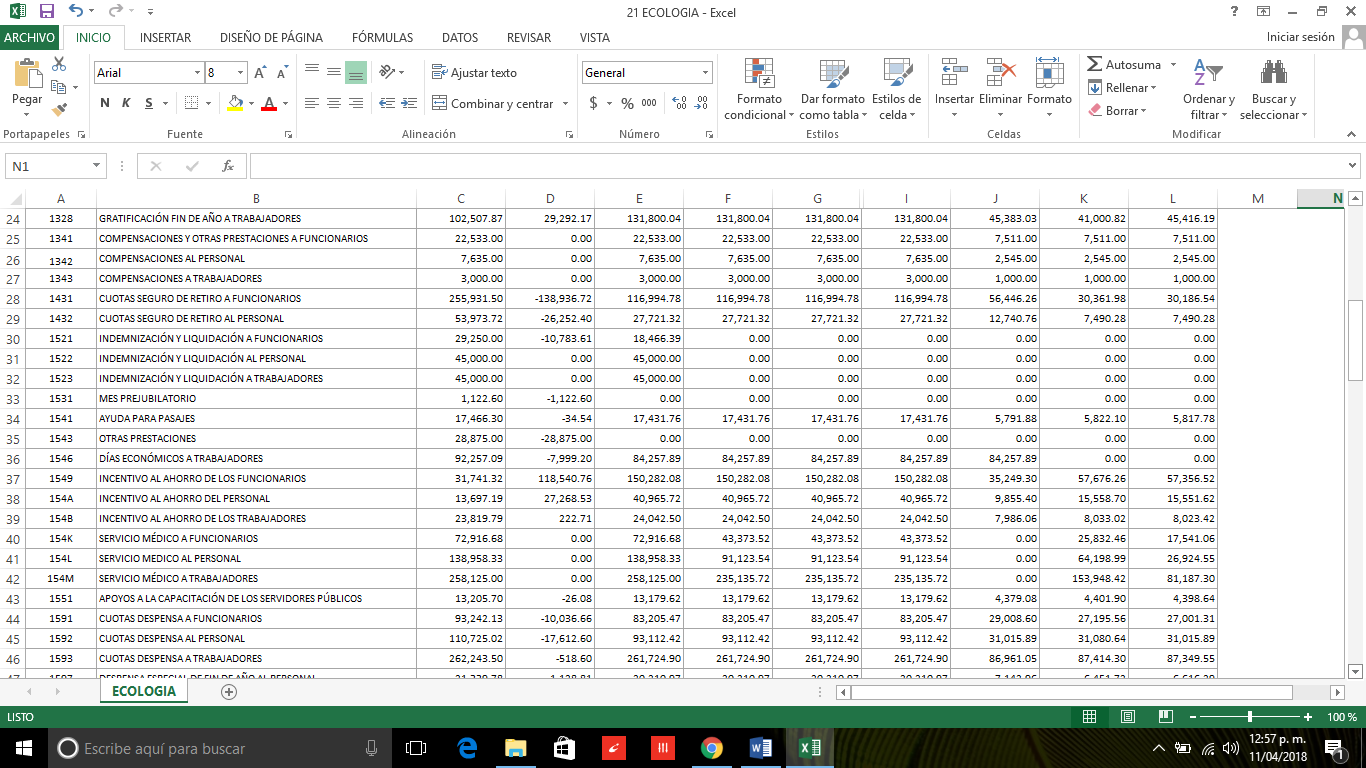 21 ECOLOGIA - Excel
ARCHIVO INICIO INSERTAR DISEÑO DE PÁGINA FÓRMULAS DATOS REVISAR VISTA Iniciar sesión
Pegar
Arial 8
N K S
Ajustar texto
Combinar y centrar
General
$ % 000
Formato condicional
Dar formato como tabla
Estilos de celda
Insertar Eliminar Formato
Autosuma
Rellenar
Borrar
Ordenar y filtrar
Buscar y seleccionar
Portapapeles Fuente Alineación Número Estilos Celdas Modificar
N1 fx
A B C D E F G I J K L M N
24 1328 GRATIFICACIÓN FIN DE AÑO A TRABAJADORES 102,507.87 29,292.17 131,800.04 131,800.04 131,800.04 131,800.04 45,383.03 41,000.82 45,416.19
25 1341 COMPENSACIONES Y OTRAS PRESTACIONES A FUNCIONARIOS 22,533.00 0.00 22,533.00 22,533.00 22,533.00 22,533.00 7,511.00 7,511.00 7,511.00
26 1342 COMPENSACIONES AL PERSONAL 7,635.00 0.00 7,635.00 7,635.00 7,635.00 7,635.00 2,545.00 2,545.00 2,545.00
27 1343 COMPENSACIONES A TRABAJADORES 3,000.00 0.00 3,000.00 3,000.00 3,000.00 3,000.00 1,000.00 1,000.00 1,000.00
28 1431 CUOTAS SEGURO DE RETIRO A FUNCIONARIOS 255,931.50 -138,936.72 116,994.78 116,994.78 116,994.78 116,994.78 56,446.26 30,361.98 30,186.54
29 1432 CUOTAS SEGURO DE RETIRO AL PERSONAL 53,973.72 -26,252.40 27,721.32 27,721.32 27,721.32 27,721.32 12,740.76 7,490.28 7,490.28
30 1521 INDEMNIZACIÓN Y LIQUIDACIÓN A FUNCIONARIOS 29,250.00 -10,783.61 18,466.39 0.00 0.00 0.00 0.00 0.00 0.00
31 1522 INDEMNIZACIÓN Y LIQUIDACIÓN AL PERSONAL 45,000.00 0.00 45,000.00 0.00 0.00 0.00 0.00 0.00 0.00
32 1523 INDEMNIZACIÓN Y LIQUIDACIÓN A TRABAJADORES 45,000.00 0.00 45,000.00 0.00 0.00 0.00 0.00 0.00 0.00
33 1531 MES PREJUBILATORIO 1,122.60 -1,122.60 0.00 0.00 0.00 0.00 0.00 0.00 0.00
34 1541 AYUDA PARA PASAJES 17,466.30 -34.54 17,431.76 17,431.76 17,431.76 17,431.76 5,791.88 5,822.10 5,817.78
35 1543 OTRAS PRESTACIONES 28,875.00 -28,875.00 0.00 0.00 0.00 0.00 0.00 0.00 0.00
36 1546 DÍAS ECONÓMICOS A TRABAJADORES 92,257.09 -7,999.20 84,257.89 84,257.89 84,257.89 84,257.89 84,257.89 0.00 0.00
37 1549 INCENTIVO AL AHORRO DE LOS FUNCIONARIOS 31,741.32 118,540.76 150,282.08 150,282.08 150,282.08 150,282.08 35,249.30 57,676.26 57,356.52
38 154A INCENTIVO AL AHORRO DEL PERSONAL 13,697.19 27,268.53 40,965.72 40,965.72 40,965.72 40,965.72 9,855.40 15,558.70 15,551.62
39 154B INCENTIVO AL AHORRO DE LOS TRABAJADORES 23,819.79 222.71 24,042.50 24,042.50 24,042.50 24,042.50 7,986.06 8,033.02 8,023.42
40 154K SERVICIO MÉDICO A FUNCIONARIOS 72,916.68 0.00 72,916.68 43,373.52 43,373.52 43,373.52 0.00 25,832.46 17,541.06
41 154L SERVICIO MEDICO AL PERSONAL 138,958.33 0.00 138,958.33 91,123.54 91,123.54 91,123.54 0.00 64,198.99 26,924.55
42 154M SERVICIO MÉDICO A TRABAJADORES 258,125.00 0.00 258,125.00 235,135.72 235,135.72 235,135.72 0.00 153,948.42 81,187.30
43 1551 APOYOS A LA CAPACITACIÓN DE LOS SERVIDORES PÚBLICOS 13,205.70 -26.08 13,179.62 13,179.62 13,179.62 13,179.62 4,379.08 4,401.90 4,398.64
44 1591 CUOTAS DESPENSA A FUNCIONARIOS 93,242.13 -10,036.66 83,205.47 83,205.47 83,205.47 83,205.47 29,008.60 27,195.56 27,001.31
45 1592 CUOTAS DESPENSA AL PERSONAL 110,725.02 -17,612.60 93,112.42 93,112.42 93,112.42 93,112.42 31,015.89 31,080.64 31,015.89
46 1593 CUOTAS DESPENSA A TRABAJADORES 262,243.50 -518.60 261,724.90 261,724.90 261,724.90 261,724.90 86,961.05 87,414.30 87,349.55
ECOLOGIA
LISTO 100 %
Escribe aquí para buscar
12:57 p. m.
11/04/2018